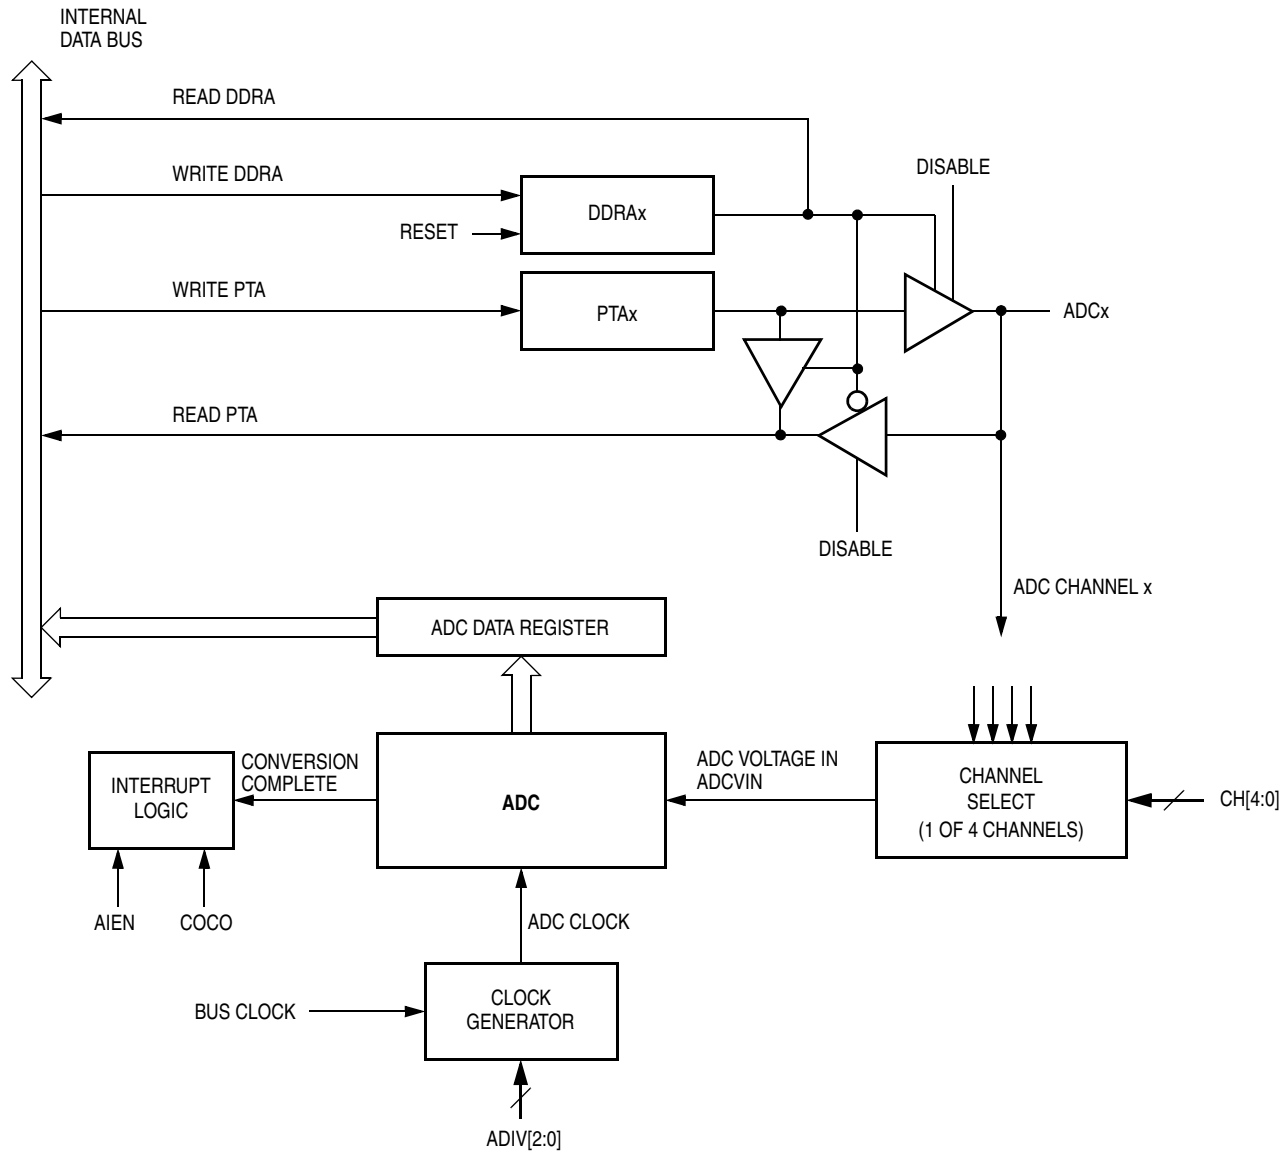 INTERNAL
DATA BUS
READ DDRA
WRITE DDRA
DISABLE
DDRAx
RESET
WRITE PTA
PTAx
ADCx
READ PTA
DISABLE
ADC CHANNEL x
ADC DATA REGISTER
CONVERSION
COMPLETE
INTERRUPT
LOGIC
ADC
ADC VOLTAGE IN
ADCVIN
CHANNEL
SELECT
(1 OF 4 CHANNELS)
CH[4:0]
AIEN
COCO
ADC CLOCK
BUS CLOCK
CLOCK
GENERATOR
ADIV[2:0]